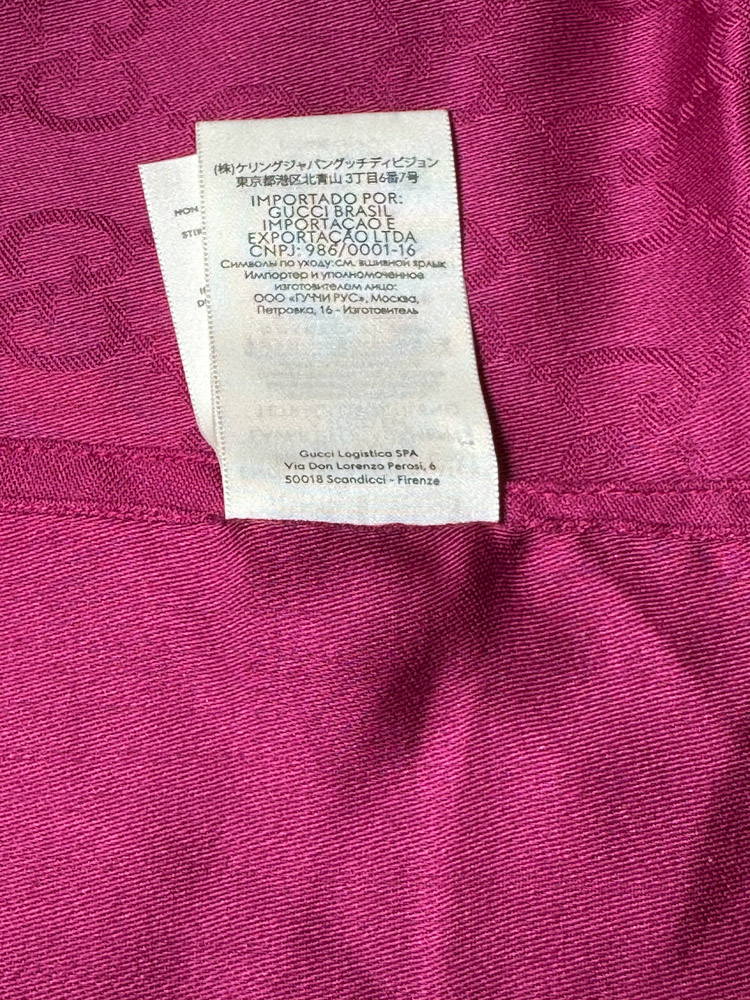 (株)ケリングジャパングッチディビジョン
東京都港区北青山 3丁目6番7号
IMPORTADO POR:
GUCCI BRASIL
IMPORTAÇAO E
EXPORTAÇAO LTDA
CNPJ: 986/0001-16
Символы по уходу: см. вшивной ярлык
Импортер и уполномоченное
изготовителем лицо:
ООО «ГУЧЧИ РУС», Москва,
Петровка, 16 - Изготовитель
Gucci Logistica SPA
Via Don Lorenzo Perosi, 6
50018 Scandicci - Firenze
NON